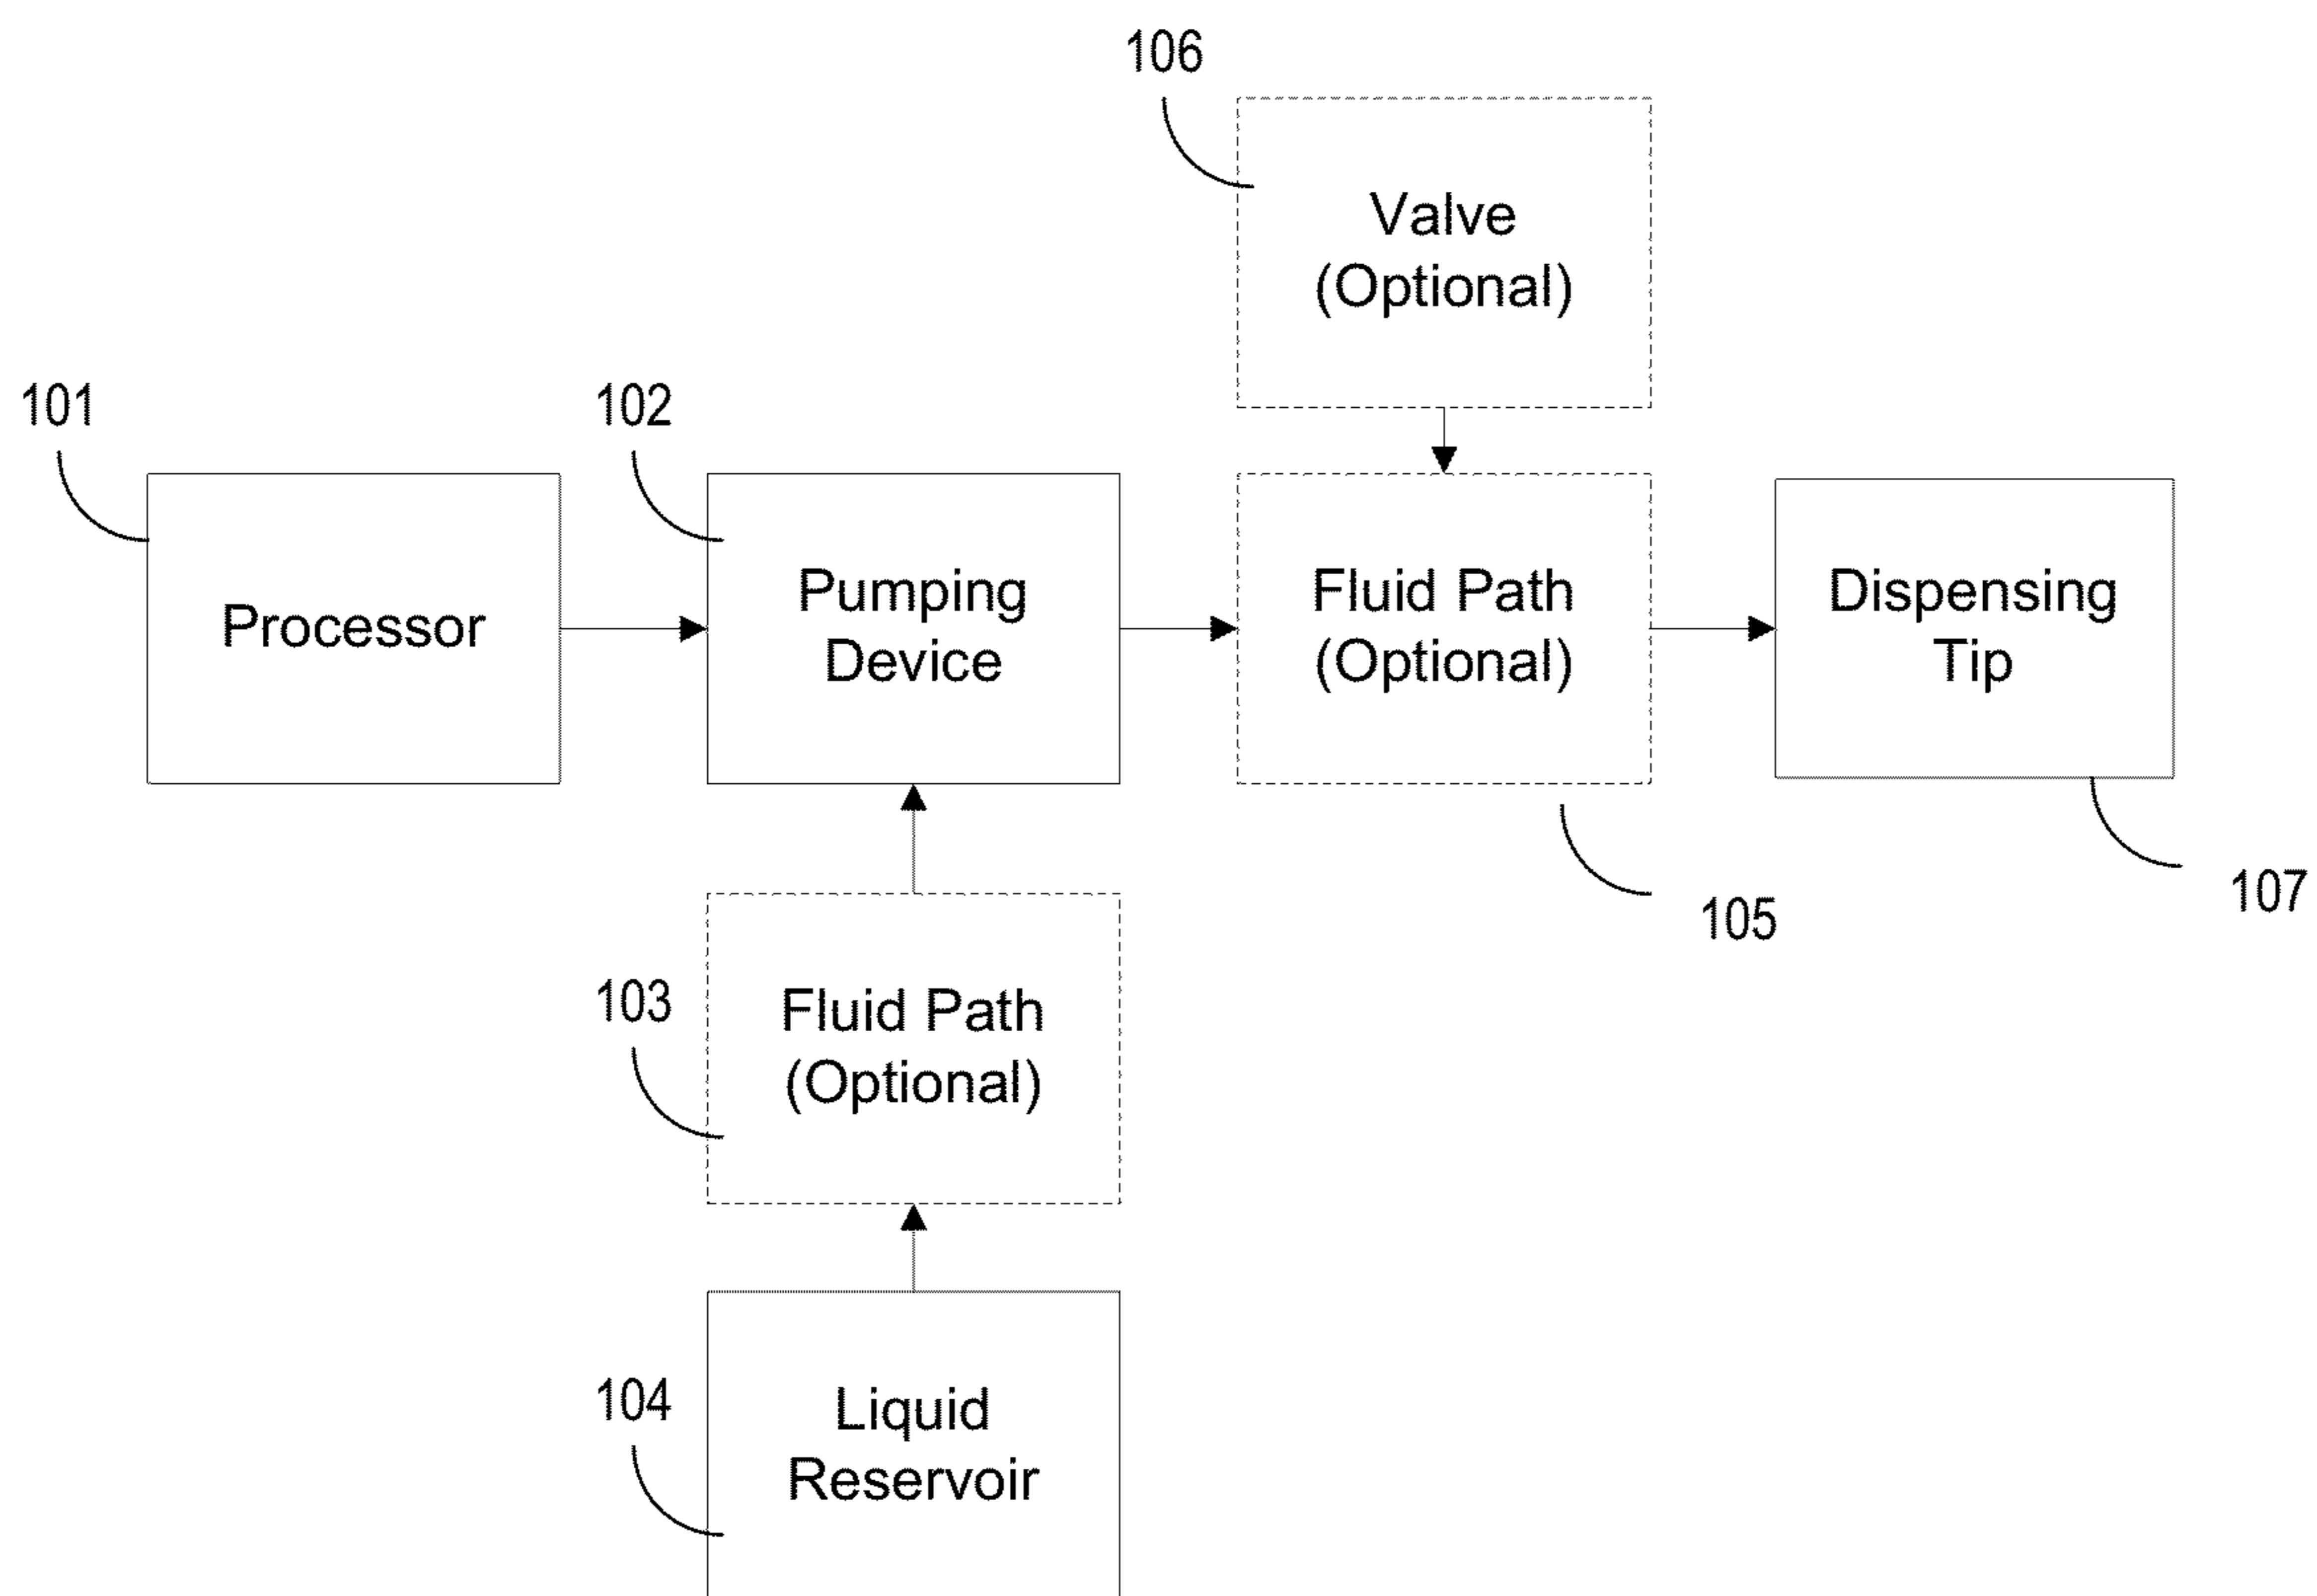 106
Valve
(Optional)
101
102
Processor
Pumping
Device
Fluid Path
(Optional)
Dispensing
Tip
105
107
103
Fluid Path
(Optional)
104
Liquid
Reservoir